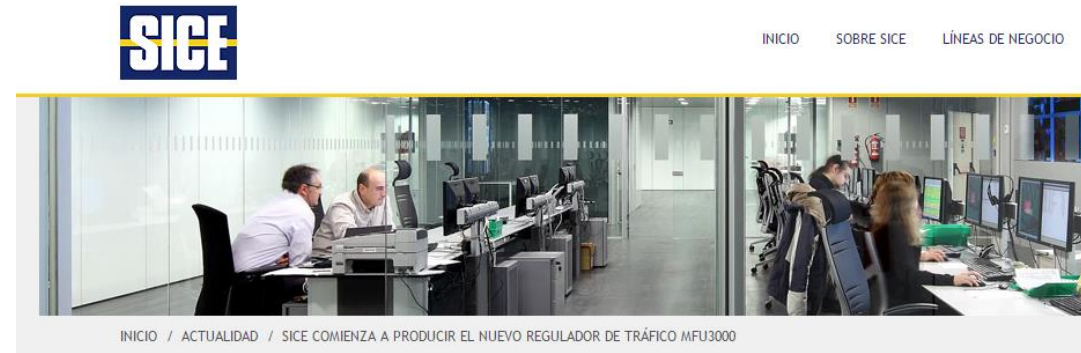 SICE
INICIO SOBRE SICE LÍNEAS DE NEGOCIO
INICIO / ACTUALIDAD / SICE COMIENZA A PRODUCIR EL NUEVO REGULADOR DE TRÁFICO MFU3000